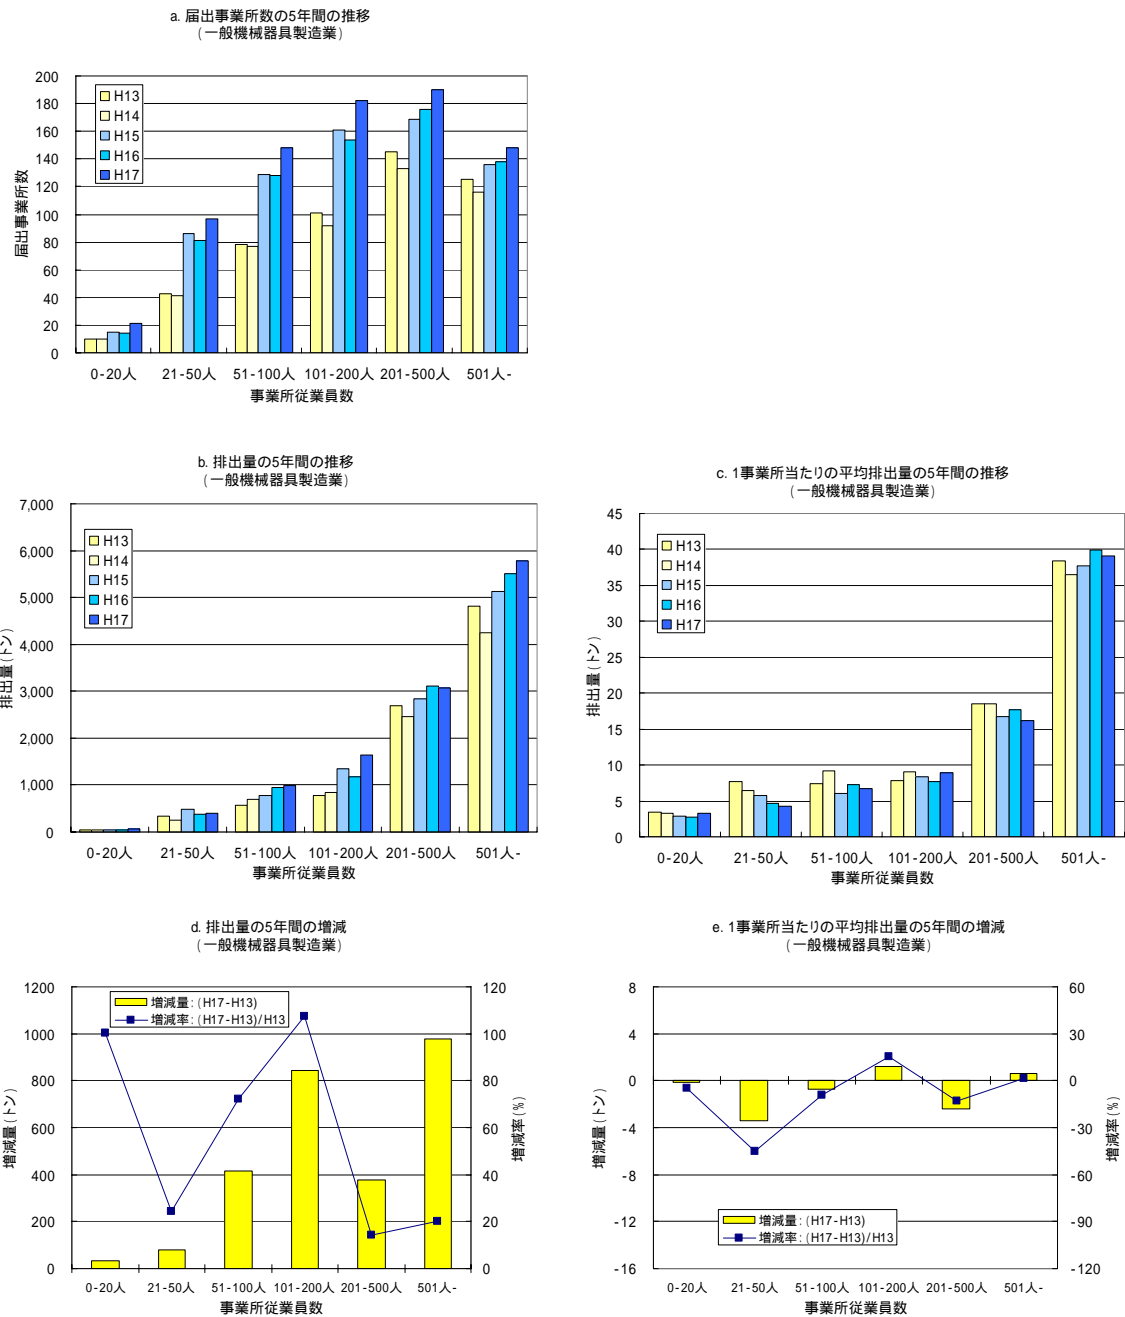 a. 届出事業所数の5年間の推移
(一般機械器具製造業)
200
180
160
140
120
100
80
60
40
20
0
届出事業所数
H13
H14
H15
H16
H17
0-20人 21-50人 51-100人 101-200人 201-500人 501人-
事業所従業員数
b. 排出量の5年間の推移
(一般機械器具製造業)
7,000
6,000
5,000
4,000
3,000
2,000
1,000
0
排出量(トン)
H13
H14
H15
H16
H17
0-20人 21-50人 51-100人 101-200人 201-500人 501人-
事業所従業員数
c. 1事業所当たりの平均排出量の5年間の推移
(一般機械器具製造業)
45
40
35
30
25
20
15
10
5
0
排出量(トン)
H13
H14
H15
H16
H17
0-20人 21-50人 51-100人 101-200人 201-500人 501人-
事業所従業員数
d. 排出量の5年間の増減
(一般機械器具製造業)
1200
1000
800
600
400
200
0
増減量(トン)
増減量:(H17-H13)
増減率:(H17-H13)/H13
120
100
80
60
40
20
0
増減率(%)
0-20人 21-50人 51-100人 101-200人 201-500人 501人-
事業所従業員数
e. 1事業所当たりの平均排出量の5年間の増減
(一般機械器具製造業)
8
4
0
-4
-8
-12
-16
増減量(トン)
増減量:(H17-H13)
増減率:(H17-H13)/H13
60
30
0
-30
-60
-90
-120
増減率(%)
0-20人 21-50人 51-100人 101-200人 201-500人 501人-
事業所従業員数